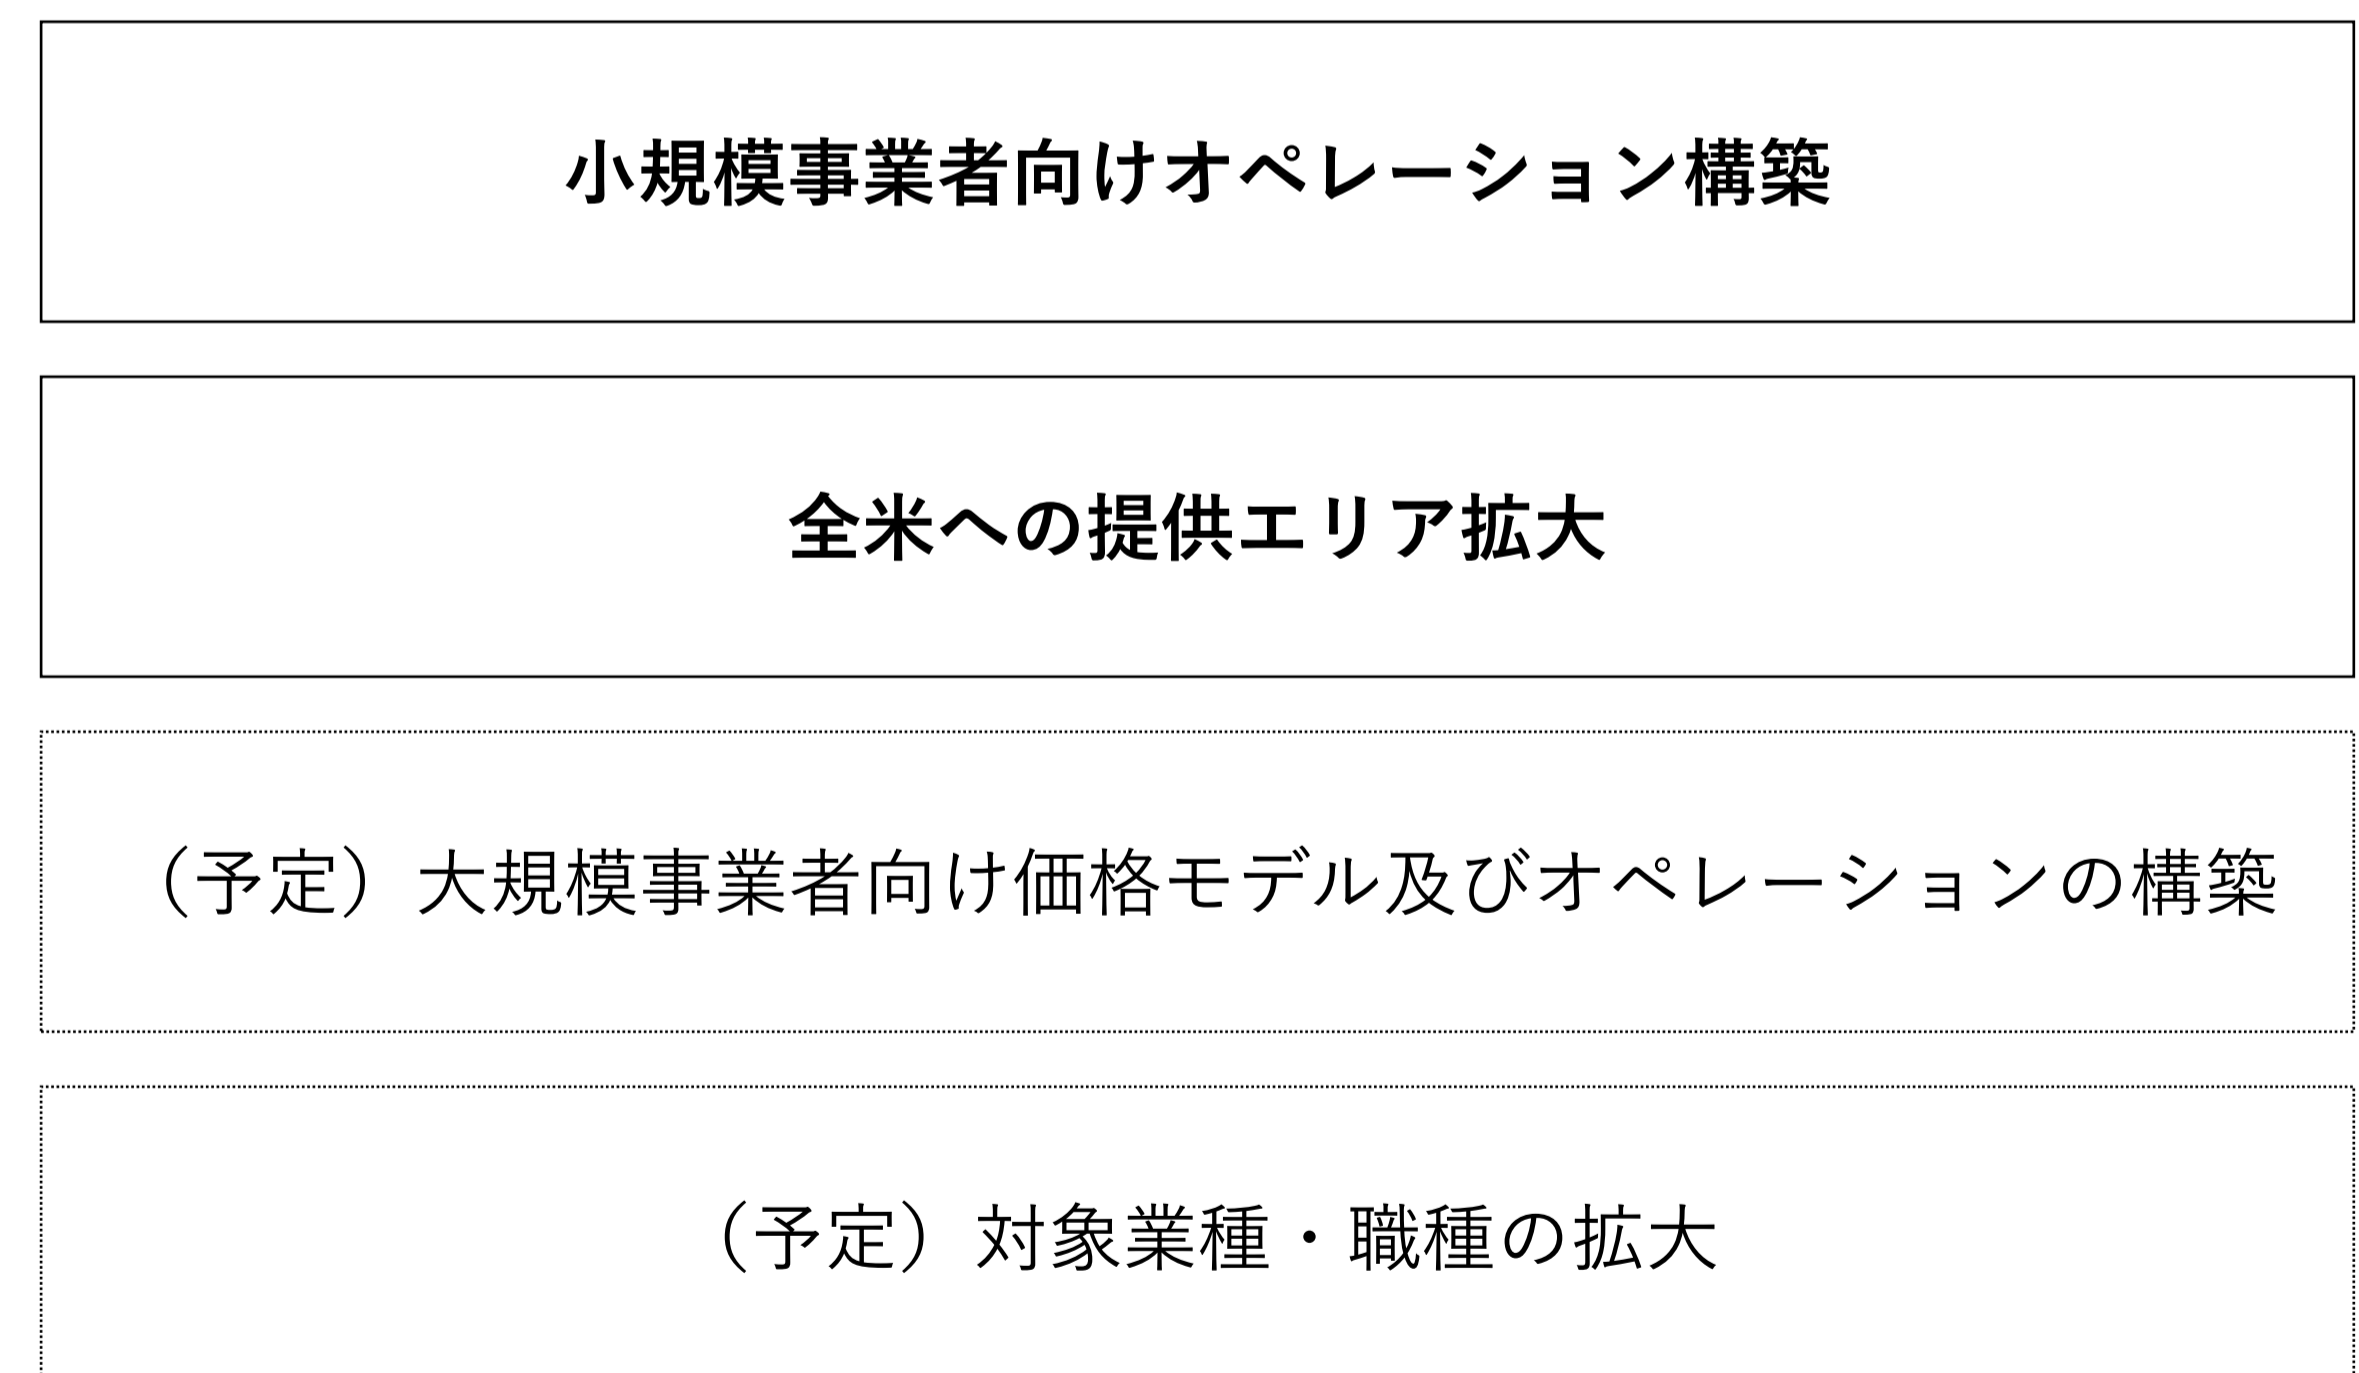 小規模事業者向けオペレーション構築
全米への提供エリア拡大
（予定）大規模事業者向け価格モデル及びオペレーションの構築
（予定）対象業種・職種の拡大